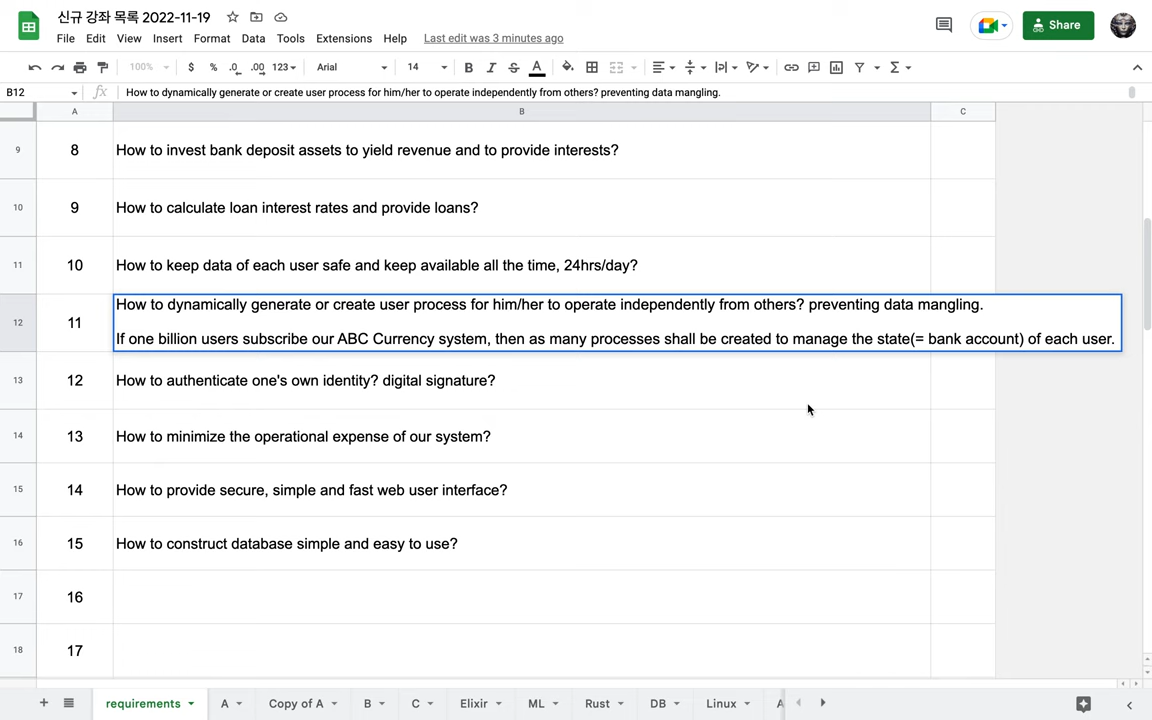 신규 강좌 목록 2022-11-19
File Edit View Insert Format Data Tools Extensions Help Last edit was 3 minutes ago
Share
100% $ % .0 .00 123 Arial 14 B I S A
B12 fx How to dynamically generate or create user process for him/her to operate independently from others? preventing data mangling.
A B C
9 8 How to invest bank deposit assets to yield revenue and to provide interests?
10 9 How to calculate loan interest rates and provide loans?
11 10 How to keep data of each user safe and keep available all the time, 24hrs/day?
How to dynamically generate or create user process for him/her to operate independently from others? preventing data mangling.
12 11
If one billion users subscribe our ABC Currency system, then as many processes shall be created to manage the state(= bank account) of each user.
13 12 How to authenticate one's own identity? digital signature?
14 13 How to minimize the operational expense of our system?
15 14 How to provide secure, simple and fast web user interface?
16 15 How to construct database simple and easy to use?
17 16
18 17
requirements A Copy of A B C Elixir ML Rust DB Linux A